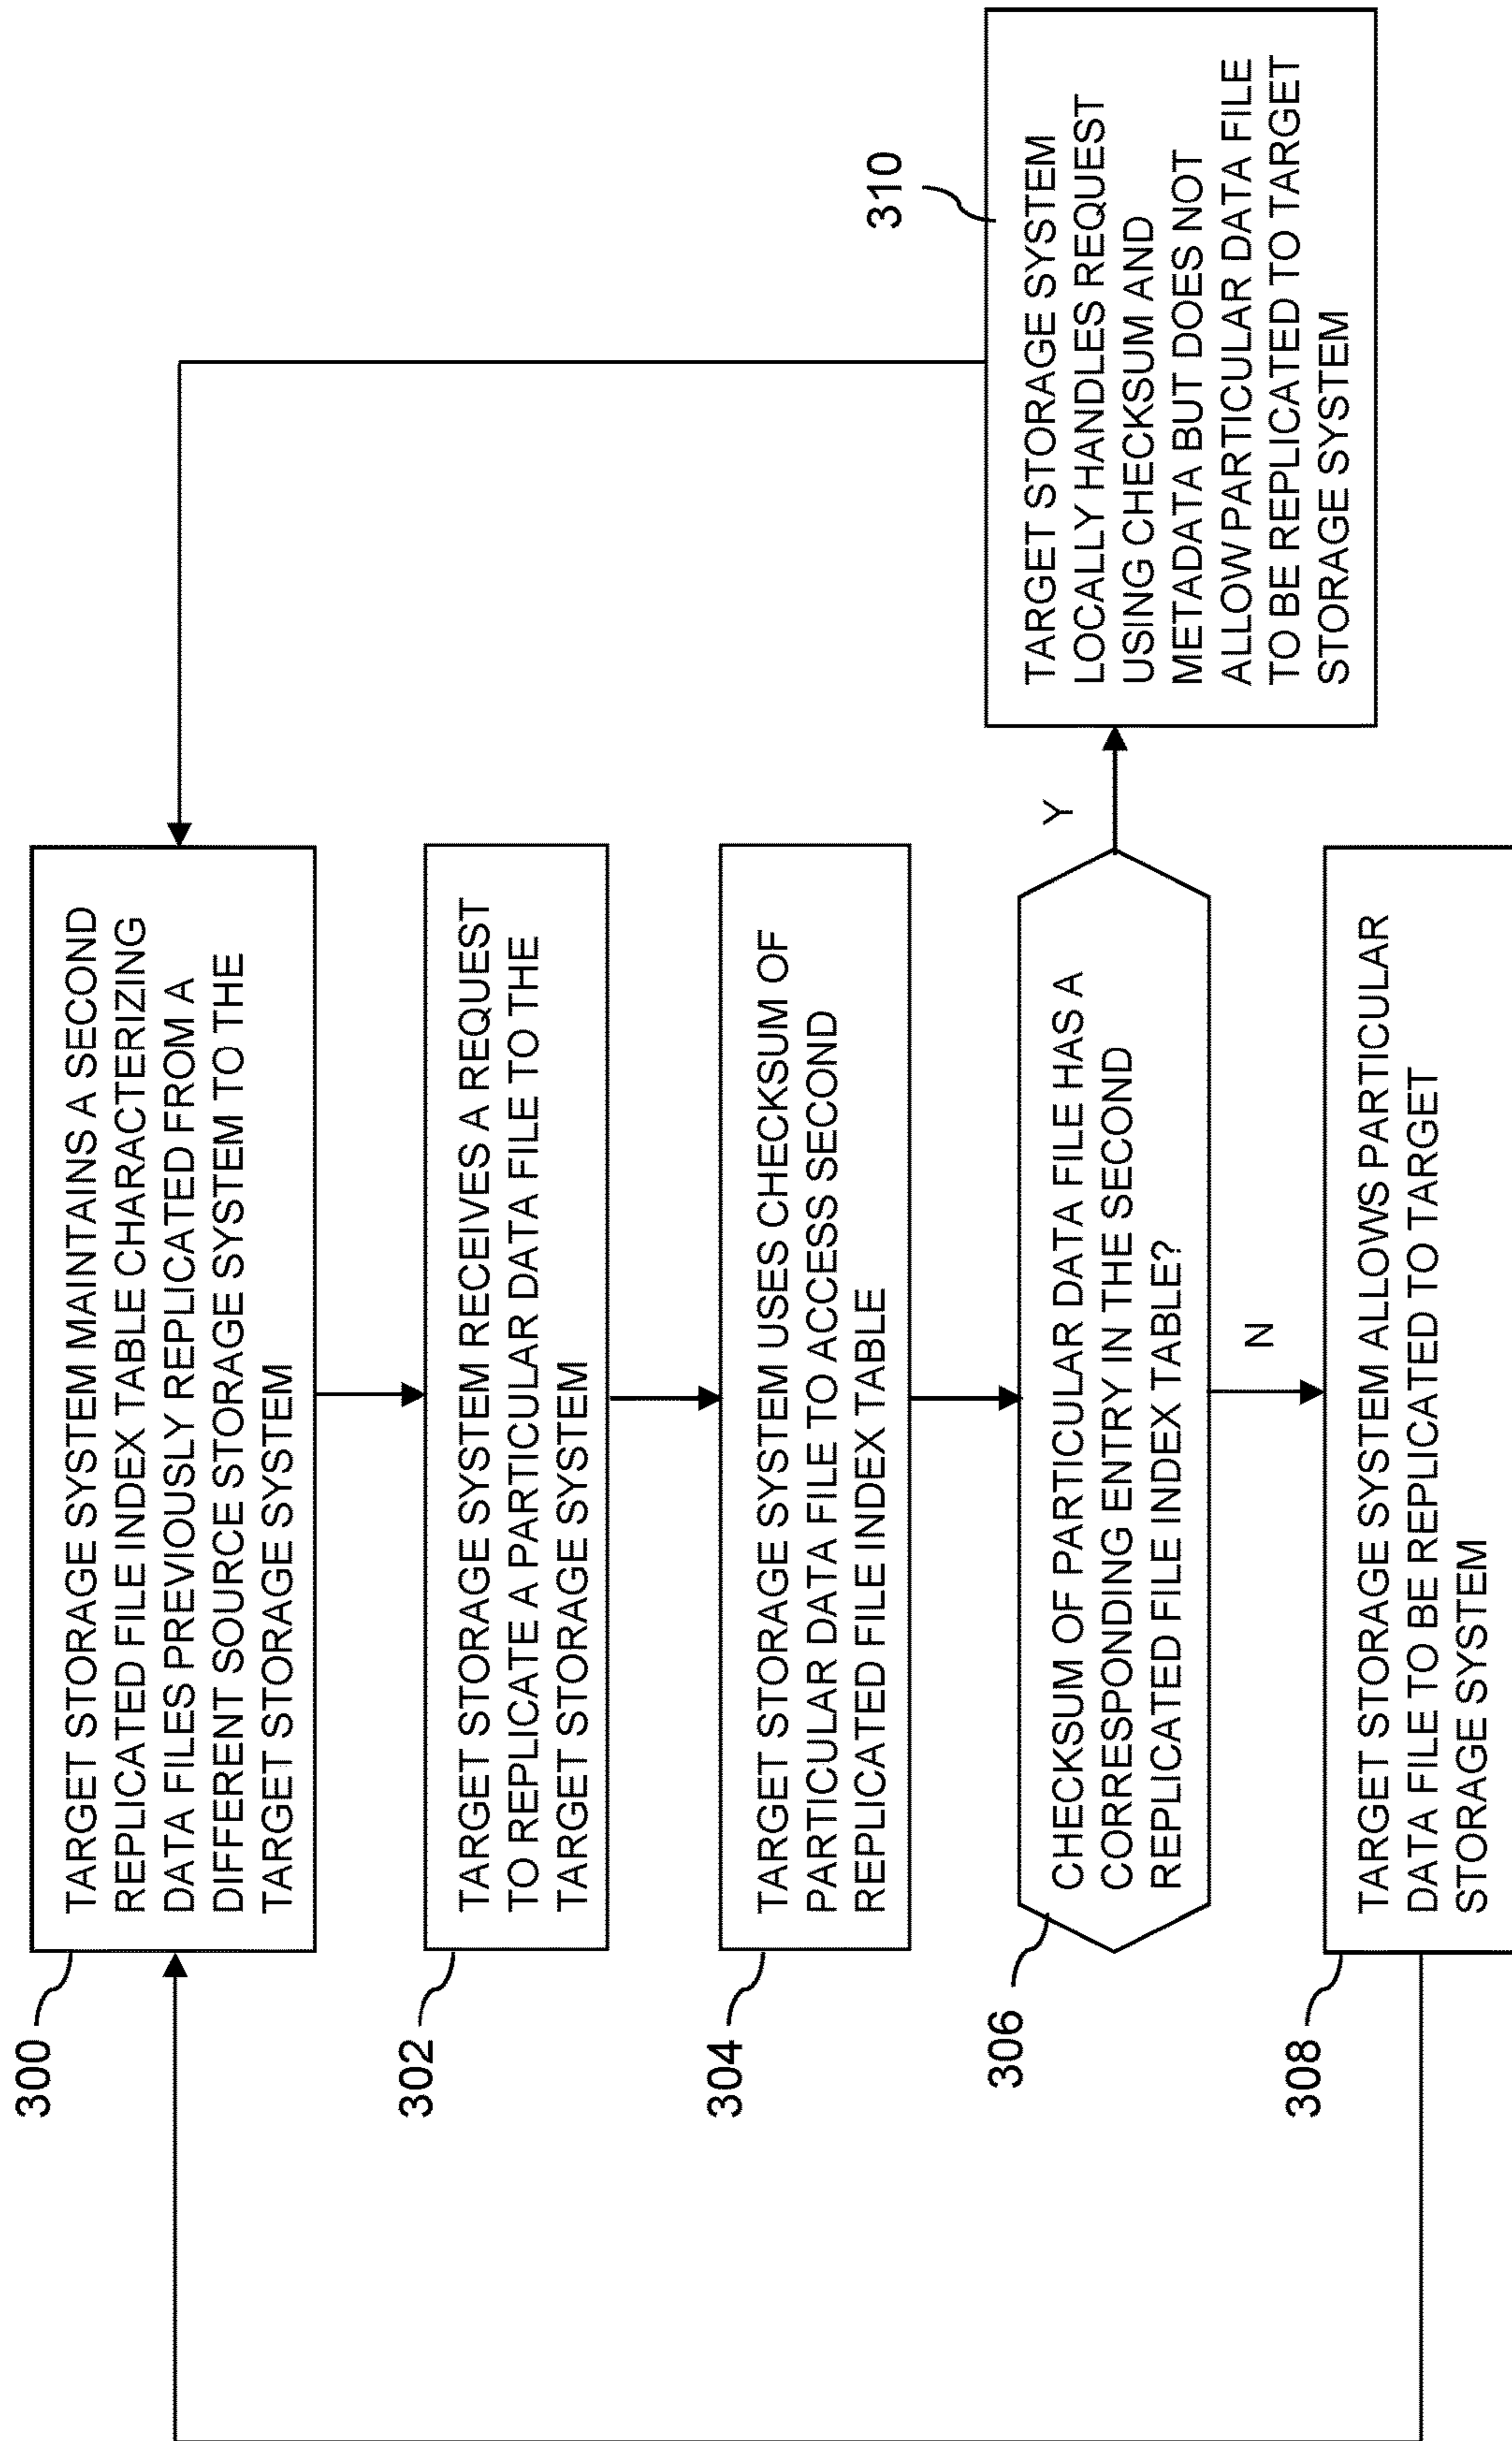 300
TARGET STORAGE SYSTEM MAINTAINS A SECOND
REPLICATED FILE INDEX TABLE CHARACTERIZING
DATA FILES PREVIOUSLY REPLICATED FROM A
DIFFERENT SOURCE STORAGE SYSTEM TO THE
TARGET STORAGE SYSTEM
302
TARGET STORAGE SYSTEM RECEIVES A REQUEST
TO REPLICATE A PARTICULAR DATA FILE TO THE
TARGET STORAGE SYSTEM
304
TARGET STORAGE SYSTEM USES CHECKSUM OF
PARTICULAR DATA FILE TO ACCESS SECOND
REPLICATED FILE INDEX TABLE
306
CHECKSUM OF PARTICULAR DATA FILE HAS A
CORRESPONDING ENTRY IN THE SECOND
REPLICATED FILE INDEX TABLE?
Y
N
308
TARGET STORAGE SYSTEM ALLOWS PARTICULAR
DATA FILE TO BE REPLICATED TO TARGET
STORAGE SYSTEM
310
TARGET STORAGE SYSTEM
LOCALLY HANDLES REQUEST
USING CHECKSUM AND
METADATA BUT DOES NOT
ALLOW PARTICULAR DATA FILE
TO BE REPLICATED TO TARGET
STORAGE SYSTEM